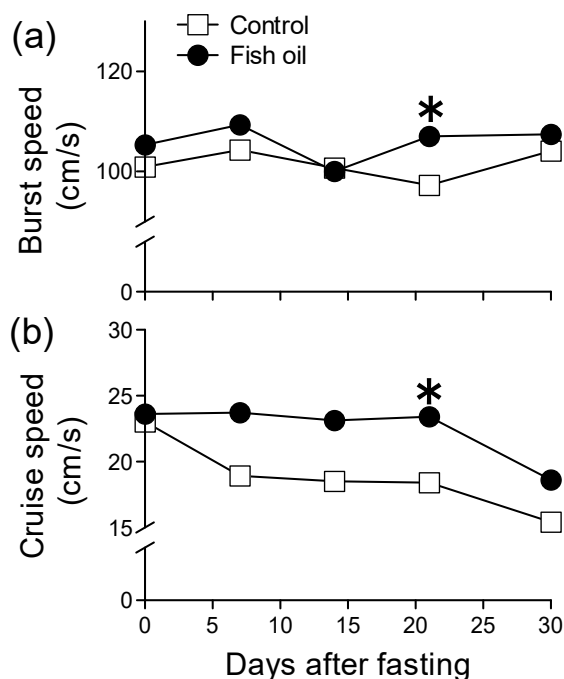 (a)
Control
Fish oil
Burst speed
(cm/s)
120
100
0
*
(b)
Cruise speed
(cm/s)
30
25
20
15
0
*
0 5 10 15 20 25 30
Days after fasting